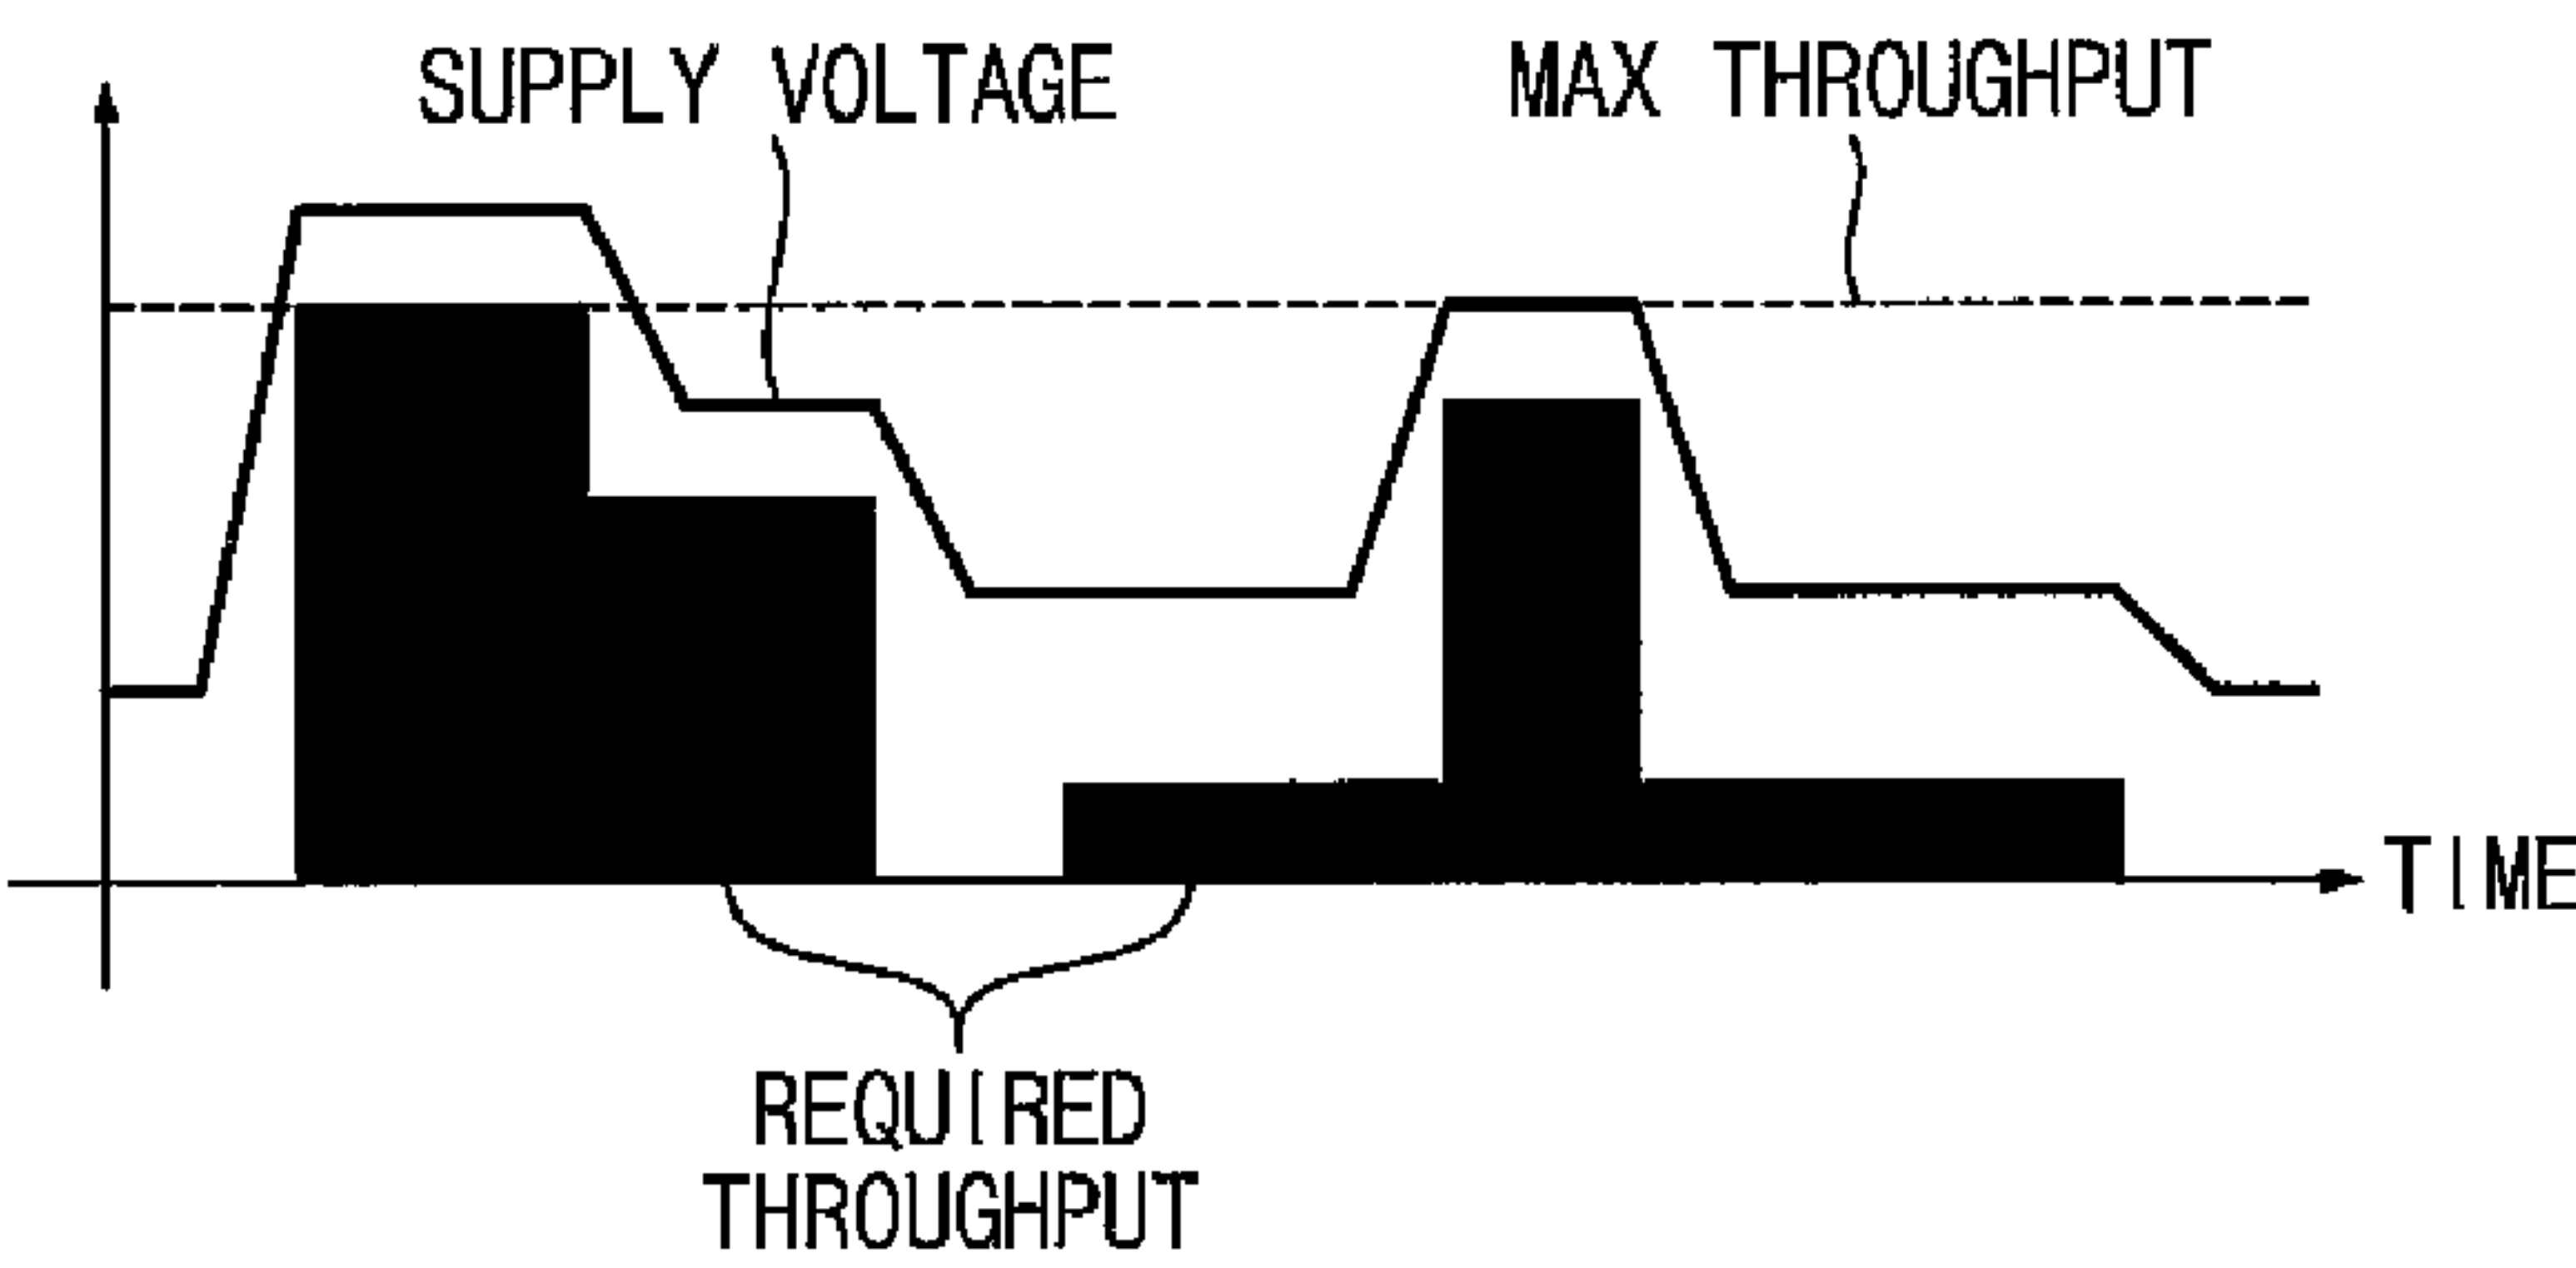 SUPPLY VOLTAGE
MAX THROUGHPUT
TIME
REQUIRED
THROUGHPUT